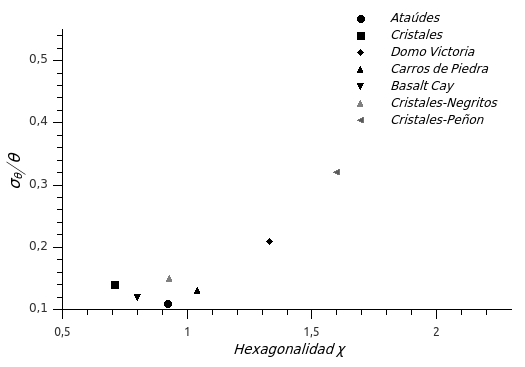 Ataúdes
Cristales
Domo Victoria
Carros de Piedra
Basalt Cay
Cristales-Negritos
Cristales-Peñon
0,5
0,4
0,3
0,2
0,1
σθ/θ
0,5 1 1,5 2
Hexagonalidad χ